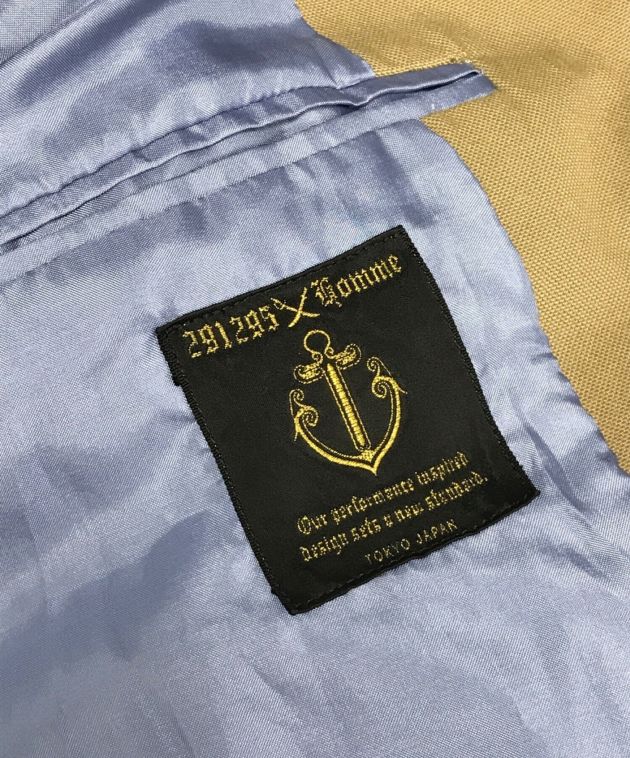 291295 Homme
Our performance inspired
design sets a new standard.
TOKYO JAPAN